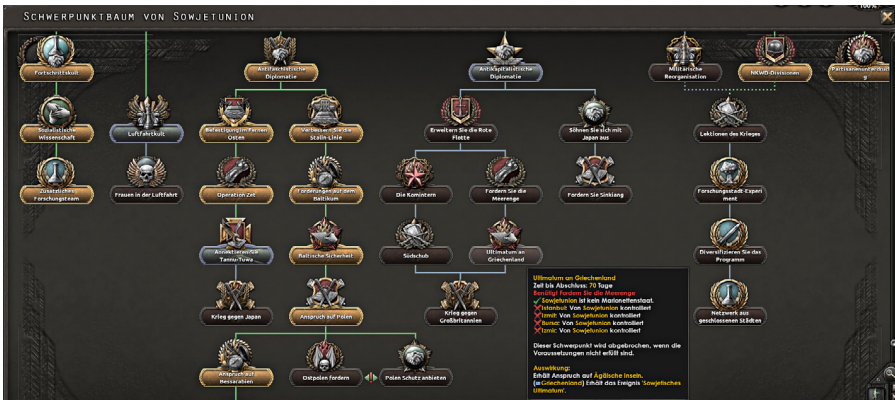 100%
Schwerpunktbaum von Sowjetunion
Fortschrittskult
Antifaschistische
Diplomatie
Antikapitalistische
Diplomatie
Militärische
Reorganisation
NKWD-Divisionen
Partisanenunterdrück
g
Sozialistische
Wissenschaft
Luftfahrtkult
Befestigung im Fernen
Osten
Verbessern Sie die
Stalin-Linie
Erweitern Sie die Rote
Flotte
Söhnen Sie sich mit
Japan aus
Lektionen des Krieges
Zusätzliches
Forschungsteam
Frauen in der Luftfahrt
Operation Zet
Forderungen auf dem
Baltikum
Die Komintern
Fordern Sie die
Meerenge
Fordern Sie Sinkiang
Forschungsstadt-Experi
ment
Annektieren Sie
Tannu-Tuwa
Baltische Sicherheit
Südschub
Ultimatum an
Griechenland
Diversifizieren Sie das
Programm
Krieg gegen Japan
Anspruch auf Polen
Krieg gegen
Großbritannien
Netzwerk aus
geschlossenen Städten
Anspruch auf
Bessarabien
Ostpolen fordern
Polen Schutz anbieten
Ultimatum an Griechenland
Zeit bis Abschluss: 70 Tage
Benötigt Fordern Sie die Meerenge
Sowjetunion ist kein Marionettenstaat.
Istanbul: Von Sowjetunion kontrolliert
Izmit: Von Sowjetunion kontrolliert
Bursa: Von Sowjetunion kontrolliert
Izmir: Von Sowjetunion kontrolliert
Dieser Schwerpunkt wird abgebrochen, wenn die
Voraussetzungen nicht erfüllt sind.
Auswirkung:
Erhält Anspruch auf Ägäische Inseln.
(Griechenland) Erhält das Ereignis 'Sowjetisches
Ultimatum'.